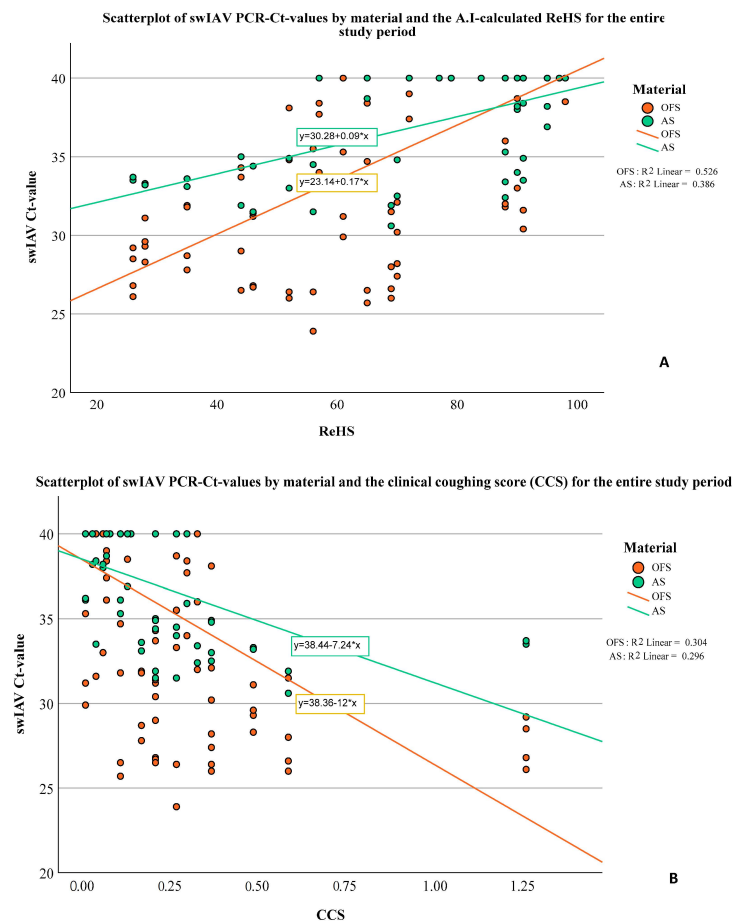 Scatterplot of swIAV PCR-Ct-values by material and the A.I-calculated ReHS for the entire
study period
40
35
30
25
20
swIAV Ct-value
20 40 60 80 100
ReHS
y=30.28+0.09*x
y=23.14+0.17*x
Material
OFS
AS
OFS
AS
OFS: R2 Linear = 0.526
AS: R2 Linear = 0.386
A
Scatterplot of swIAV PCR-Ct-values by material and the clinical coughing score (CCS) for the entire study period
40
35
30
25
20
swIAV Ct-value
0.00 0.25 0.50 0.75 1.00 1.25
CCS
y=38.44-7.24*x
y=38.36-12*x
Material
OFS
AS
OFS
AS
OFS: R2 Linear = 0.304
AS: R2 Linear = 0.296
B